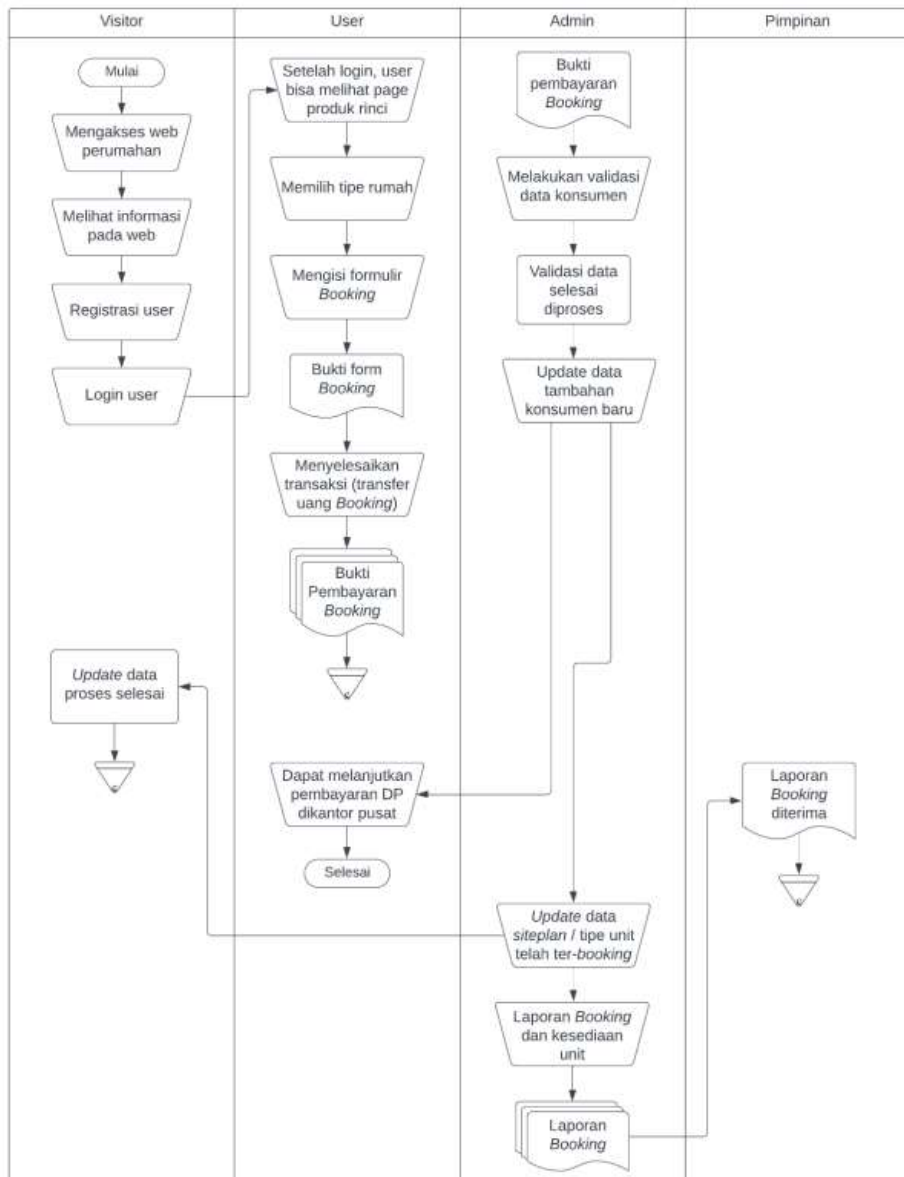 Visitor
User
Admin
Pimpinan
Mulai
Mengakses web
perumahan
Melihat informasi
pada web
Registrasi user
Login user
Update data
proses selesai
Setelah login, user
bisa melihat page
produk rinci
Memilih tipe rumah
Mengisi formulir
Booking
Bukti form
Booking
Menyelesaikan
transaksi (transfer
uang Booking)
Bukti
Pembayaran
Booking
Dapat melanjutkan
pembayaran DP
dikantor pusat
Selesai
Bukti
pembayaran
Booking
Melakukan validasi
data konsumen
Validasi data
selesai
diproses
Update data
tambahan
konsumen baru
Update data
siteplan / tipe unit
telah ter-booking
Laporan Booking
dan kesediaan
unit
Laporan
Booking
Laporan
Booking
diterima